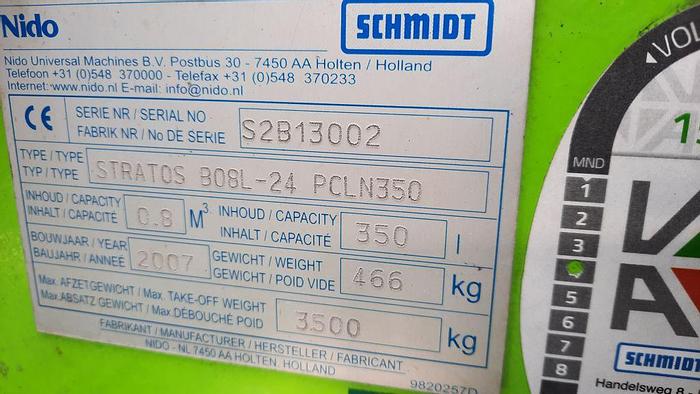 Nido
SCHMIDT
Nido Universal Machines B.V. Postbus 30 - 7450 AA Holten / Holland
Telefoon +31 (0)548 370000 - Telefax +31 (0)548 370233
Internet: www.nido.nl E-mail: info@nido.nl
CE
SERIE NR / SERIAL NO
FABRIK NR / No DE SERIE
S2B13002
TYPE / TYPE
TYP / TYPE
STRATOS B08L-24 PCLN350
INHOUD / CAPACITY
INHALT / CAPACITÉ
0.8 M3
INHOUD / CAPACITY
INHALT / CAPACITÉ
350 l
BOUWJAAR / YEAR
BAUJAHR / ANNEÉ
2007
GEWICHT / WEIGHT
GEWICHT / POID VIDE
466 kg
Max. AFZETGEWICHT / Max. TAKE-OFF WEIGHT
Max. ABSATZ GEWICHT / Max. DÉBOUCHÉ POID
3500 kg
FABRIKANT / MANUFACTURER / HERSTELLER / FABRICANT
NIDO - NL 7450 AA HOLTEN, HOLLAND
9820257D
VOL
MND
1
2
3
5
6
7
8
VA
SCHMIDT
Handelsweg 8 -